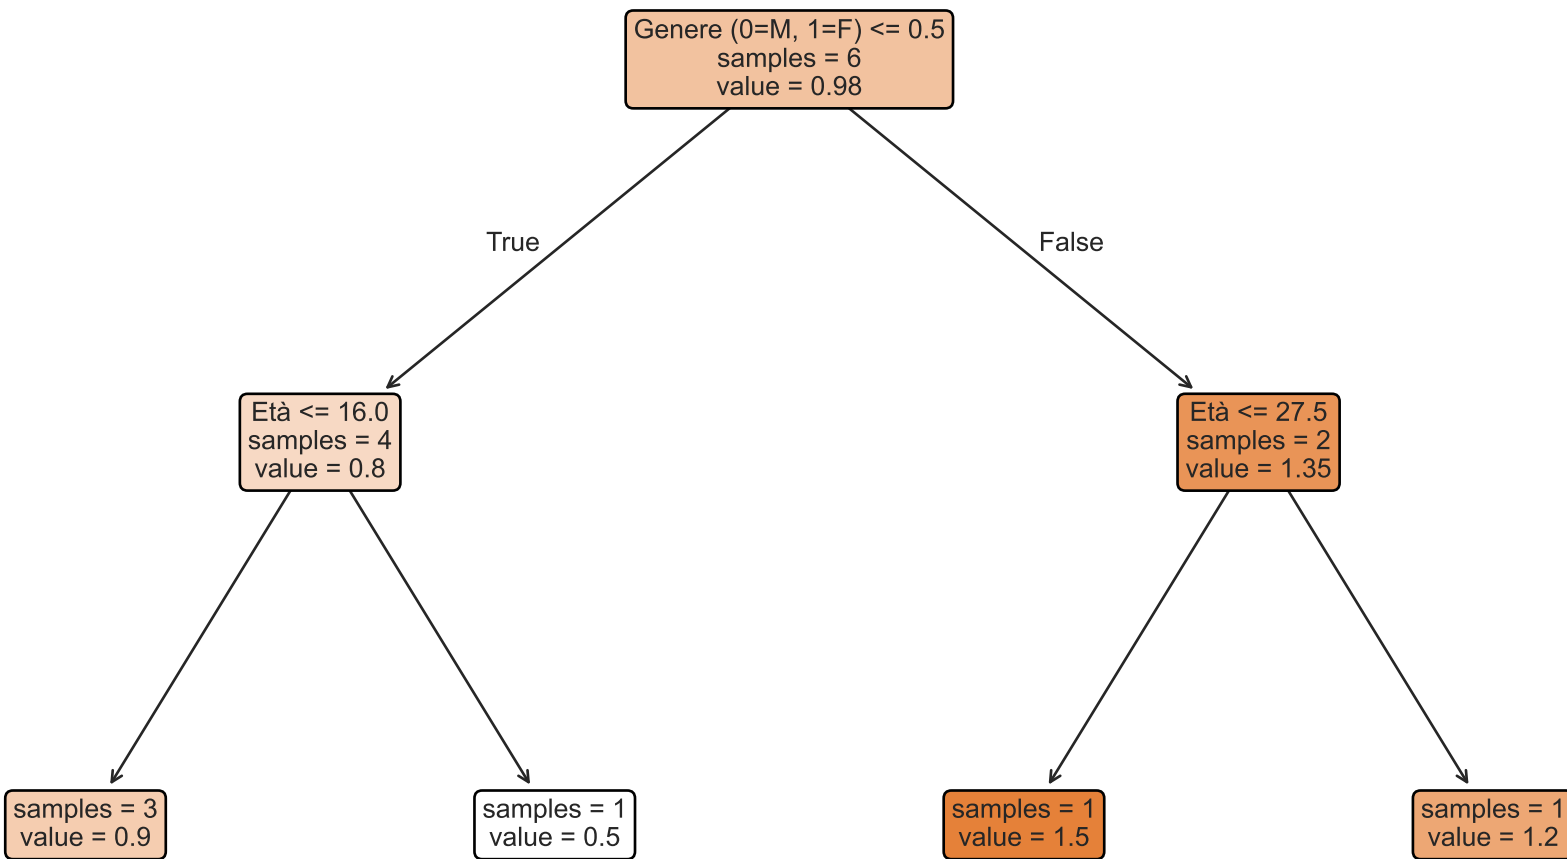 Genere (0=M, 1=F) <= 0.5
samples = 6
value = 0.98
True
False
Età <= 16.0
samples = 4
value = 0.8
Età <= 27.5
samples = 2
value = 1.35
samples = 3
value = 0.9
samples = 1
value = 0.5
samples = 1
value = 1.5
samples = 1
value = 1.2